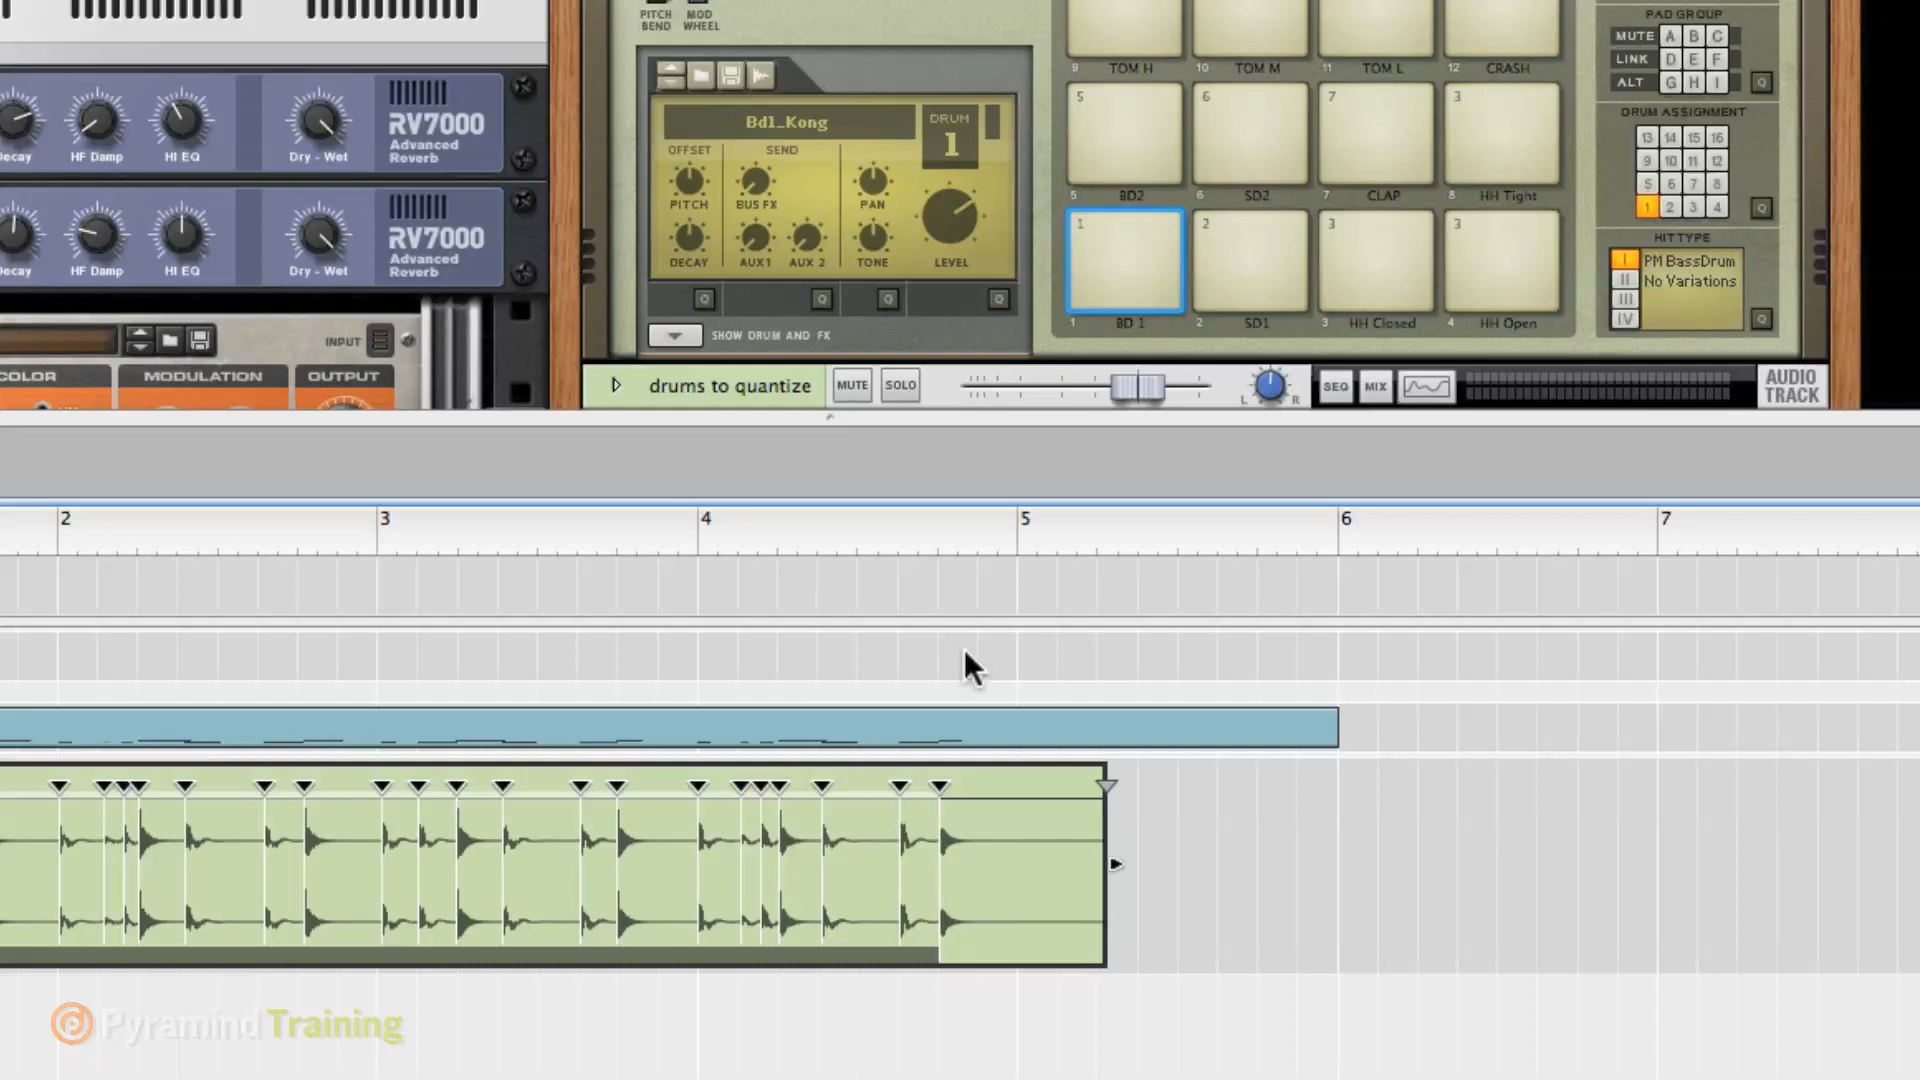 PITCH BEND
MOD WHEEL
Decay
HF Damp
HI EQ
Dry - Wet
RV7000
Advanced
Reverb
Decay
HF Damp
HI EQ
Dry - Wet
RV7000
Advanced
Reverb
INPUT
COLOR
MODULATION
OUTPUT
Bd1_Kong
DRUM
1
OFFSET
SEND
PITCH
BUS FX
PAN
DECAY
AUX1
AUX 2
TONE
LEVEL
Q
Q
Q
Q
SHOW DRUM AND FX
9 TOM H
10 TOM M
11 TOM L
12 CRASH
5
6
7
3
5 BD2
6 SD2
7 CLAP
8 HH Tight
1
2
3
3
1 BD 1
2 SD1
3 HH Closed
4 HH Open
PAD GROUP
MUTE A B C
LINK D E F
ALT G H I Q
DRUM ASSIGNMENT
13 14 15 16
9 10 11 12
5 6 7 8
1 2 3 4 Q
HIT TYPE
I PM BassDrum
II No Variations
III
IV Q
drums to quantize
MUTE
SOLO
L R
SEQ
MIX
AUDIO
TRACK
2 3 4 5 6 7
Pyramind Training